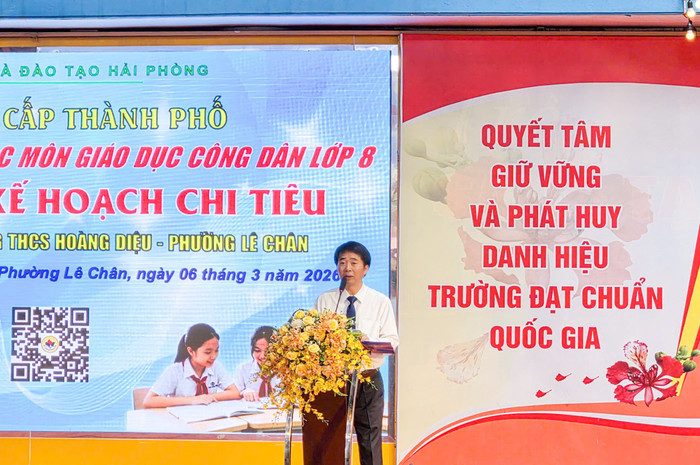 À ĐÀO TẠO HẢI PHÒNG
CẤP THÀNH PHỐ
C MÔN GIÁO DỤC CÔNG DÂN LỚP 8
KẾ HOẠCH CHI TIÊU
G THCS HOÀNG DIỆU - PHƯỜNG LÊ CHÂN
Phường Lê Chân, ngày 06 tháng 3 năm 2026
QUYẾT TÂM
GIỮ VỮNG
VÀ PHÁT HUY
DANH HIỆU
TRƯỜNG ĐẠT CHUẨN
QUỐC GIA